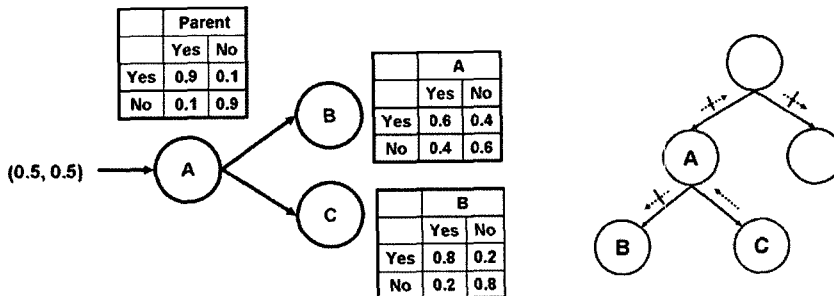 Parent
Yes No
Yes 0.9 0.1
No 0.1 0.9
(0.5, 0.5)
A
B
C
A
Yes No
Yes 0.6 0.4
No 0.4 0.6
B
Yes No
Yes 0.8 0.2
No 0.2 0.8
A
B
C